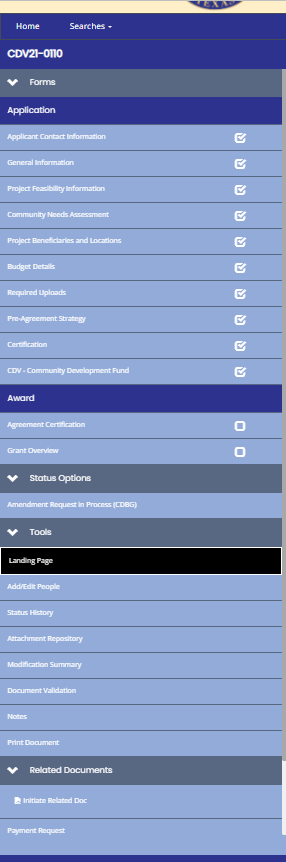 TEXAS
Home
Searches
CDV21-0110
Forms
Application
Applicant Contact Information
General Information
Project Feasibility Information
Community Needs Assessment
Project Beneficiaries and Locations
Budget Details
Required Uploads
Pre-Agreement Strategy
Certification
CDV - Community Development Fund
Award
Agreement Certification
Grant Overview
Status Options
Amendment Request in Process (CDBG)
Tools
Landing Page
Add/Edit People
Status History
Attachment Repository
Modification Summary
Document Validation
Notes
Print Document
Related Documents
Initiate Related Doc
Payment Request